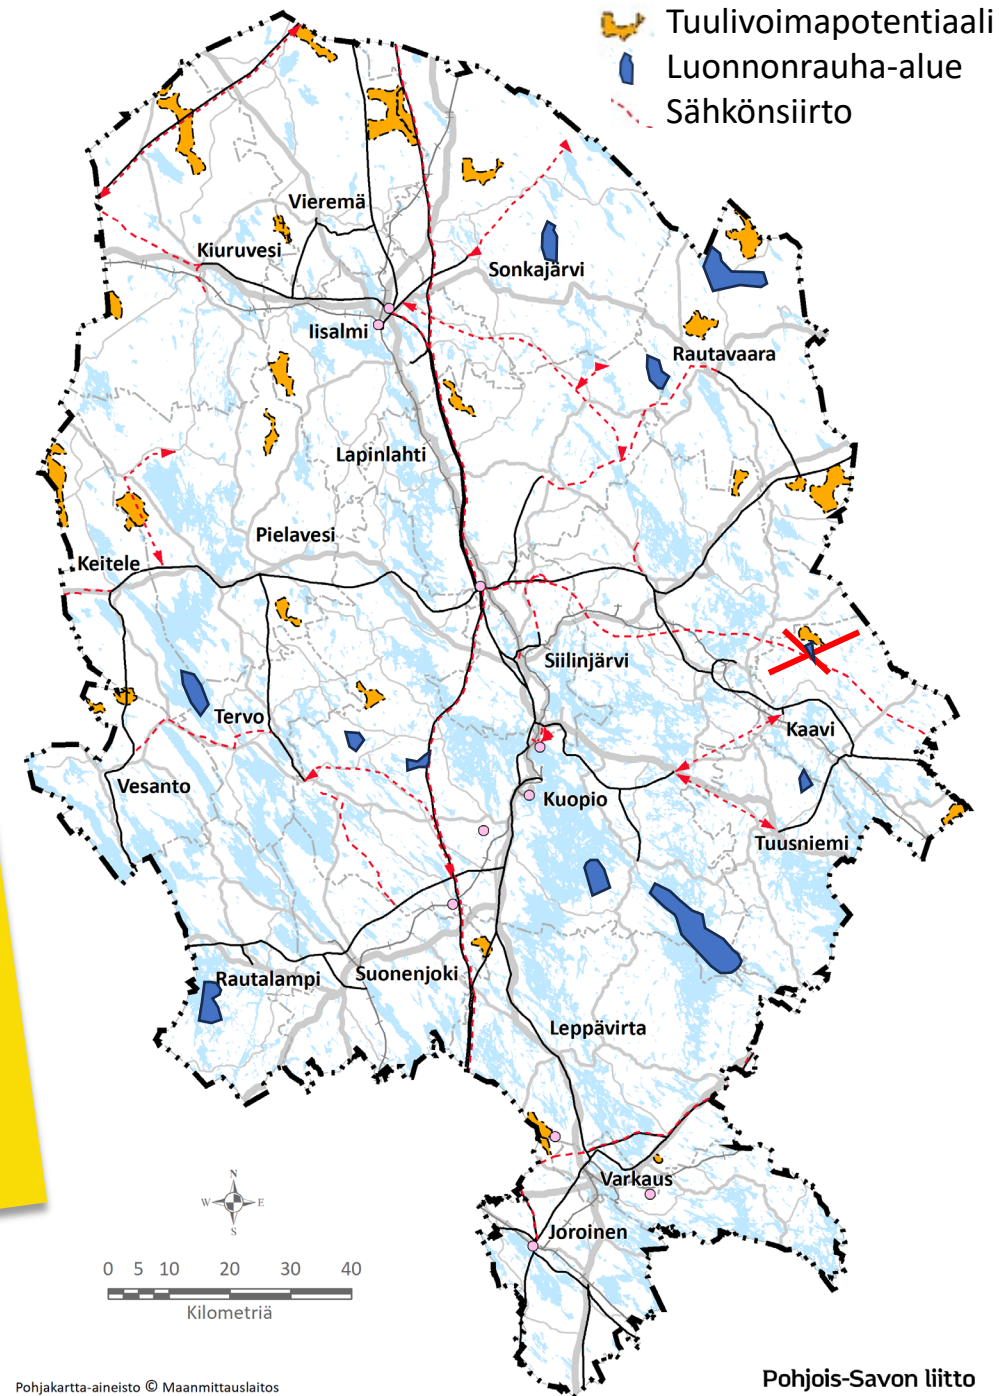 Tuulivoimapotentiaali
Luonnonrauha-alue
Sähkönsiirto
Vieremä
Kiuruvesi
Sonkajärvi
Iisalmi
Rautavaara
Lapinlahti
Pielavesi
Keitele
Siilinjärvi
Tervo
Kaavi
Vesanto
Kuopio
Tuusniemi
Rautalampi
Suonenjoki
Leppävirta
Varkaus
Joroinen
N
W E
S
0 5 10 20 30 40
Kilometriä
Pohjakartta-aineisto © Maanmittauslaitos
Pohjois-Savon liitto